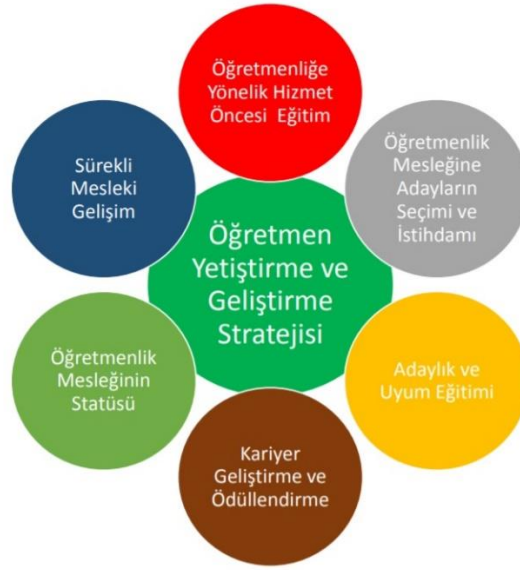 Öğretmenliğe
Yönelik Hizmet
Öncesi Eğitim
Öğretmenlik
Mesleğine
Adayların
Seçimi ve
İstihdamı
Adaylık ve
Uyum Eğitimi
Kariyer
Geliştirme ve
Ödüllendirme
Öğretmenlik
Mesleğinin
Statüsü
Sürekli
Mesleki
Gelişim
Öğretmen
Yetiştirme ve
Geliştirme
Stratejisi